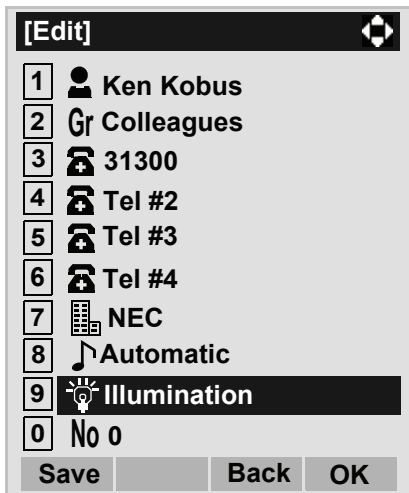 [Edit]
1 Ken Kobus
2 Gr Colleagues
3 31300
4 Tel #2
5 Tel #3
6 Tel #4
7 NEC
8 Automatic
9 Illumination
0 No 0
Save Back OK